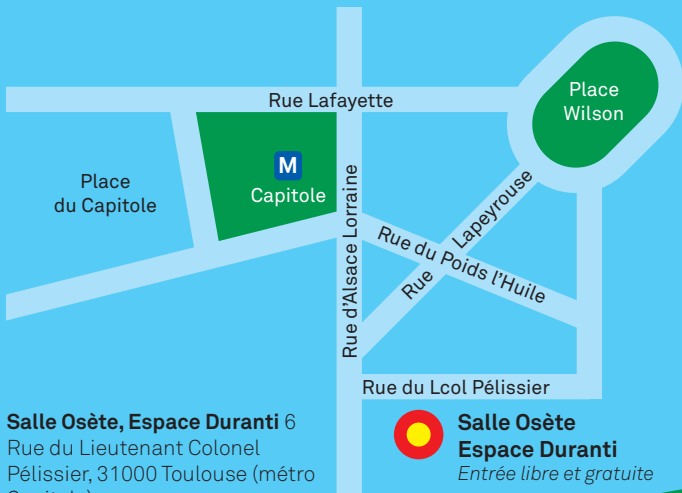 Rue Lafayette
Place
Wilson
M
Capitole
Place
du Capitole
Rue d'Alsace Lorraine
Rue Lapeyrouse
Rue du Poids l'Huile
Rue du Lcol Pélissier
Salle Osète, Espace Duranti 6
Rue du Lieutenant Colonel
Pélissier, 31000 Toulouse (métro
Salle Osète
Espace Duranti
Entrée libre et gratuite